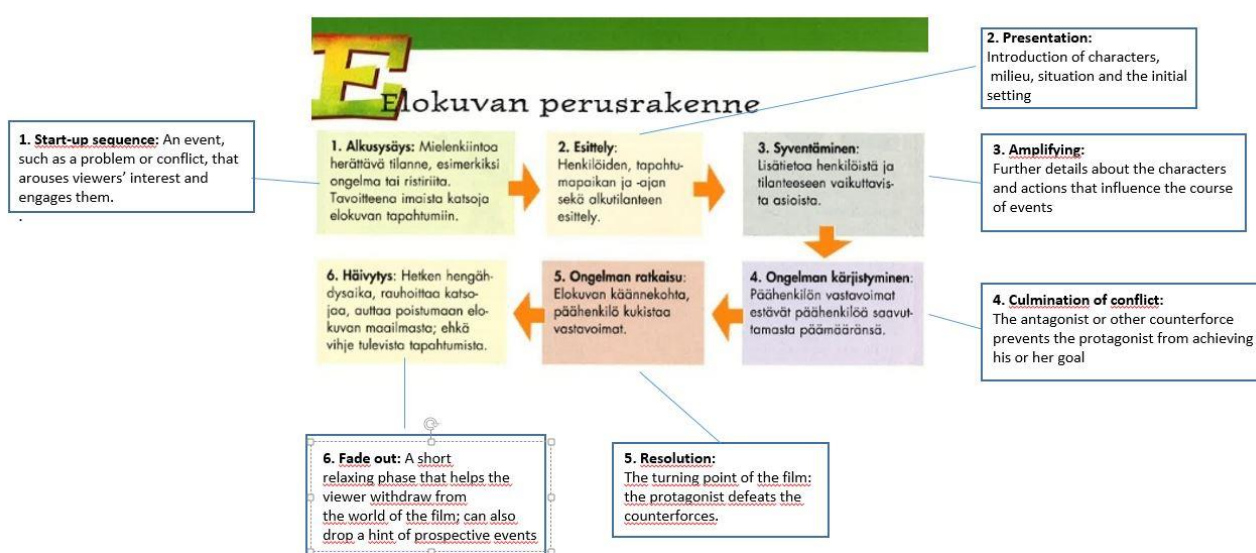 Elokuvan perusrakenne
1. Start-up sequence: An event,
such as a problem or conflict, that
arouses viewers’ interest and
engages them.
.
2. Presentation:
Introduction of characters,
milieu, situation and the initial
setting
1. Alkusysäys: Mielenkiintoa
herättävä tilanne, esimerkiksi
ongelma tai ristiriita.
Tavoitteena imaista katsoja
elokuvan tapahtumiin.
2. Esittely:
Henkilöiden, tapahtu-
mapaikan ja -ajan
sekä alkutilanteen
esittely.
3. Syventäminen:
Lisätietoa henkilöistä ja
tilanteeseen vaikuttavis-
ta asioista.
3. Amplifying:
Further details about the characters
and actions that influence the course
of events
4. Ongelman kärjistyminen:
Päähenkilön vastavoimat
estävät päähenkilöä saavut-
tamasta päämääränsä.
4. Culmination of conflict:
The antagonist or other counterforce
prevents the protagonist from achieving
his or her goal
5. Ongelman ratkaisu:
Elokuvan käännekohta,
päähenkilö kukistaa
vastavoimat.
6. Häivytys: Hetken hengäh-
dysaika, rauhoittaa katso-
jaa, auttaa poistumaan elo-
kuvan maailmasta; ehkä
vihje tulevista tapahtumista.
6. Fade out: A short
relaxing phase that helps the
viewer withdraw from
the world of the film; can also
drop a hint of prospective events
5. Resolution:
The turning point of the film:
the protagonist defeats the
counterforces.